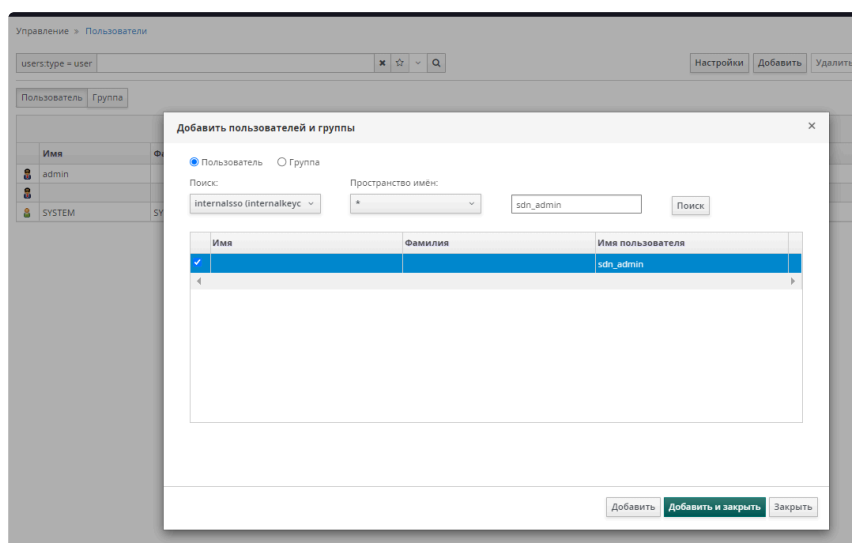 Управление » Пользователи
users:type = user
Настройки Добавить Удалить
Пользователь Группа
Добавить пользователей и группы
Имя
admin
SYSTEM SY
Пользователь Группа
Поиск: Пространство имён:
internalsso (internalkeyc * sdn_admin Поиск
Имя Фамилия Имя пользователя
sdn_admin
Добавить Добавить и закрыть Закрыть